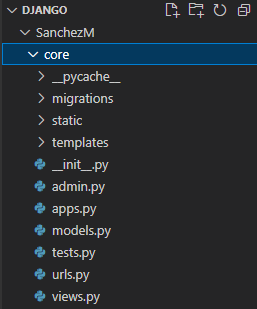 DJANGO
SanchezM
core
__pycache__
migrations
static
templates
__init__.py
admin.py
apps.py
models.py
tests.py
urls.py
views.py